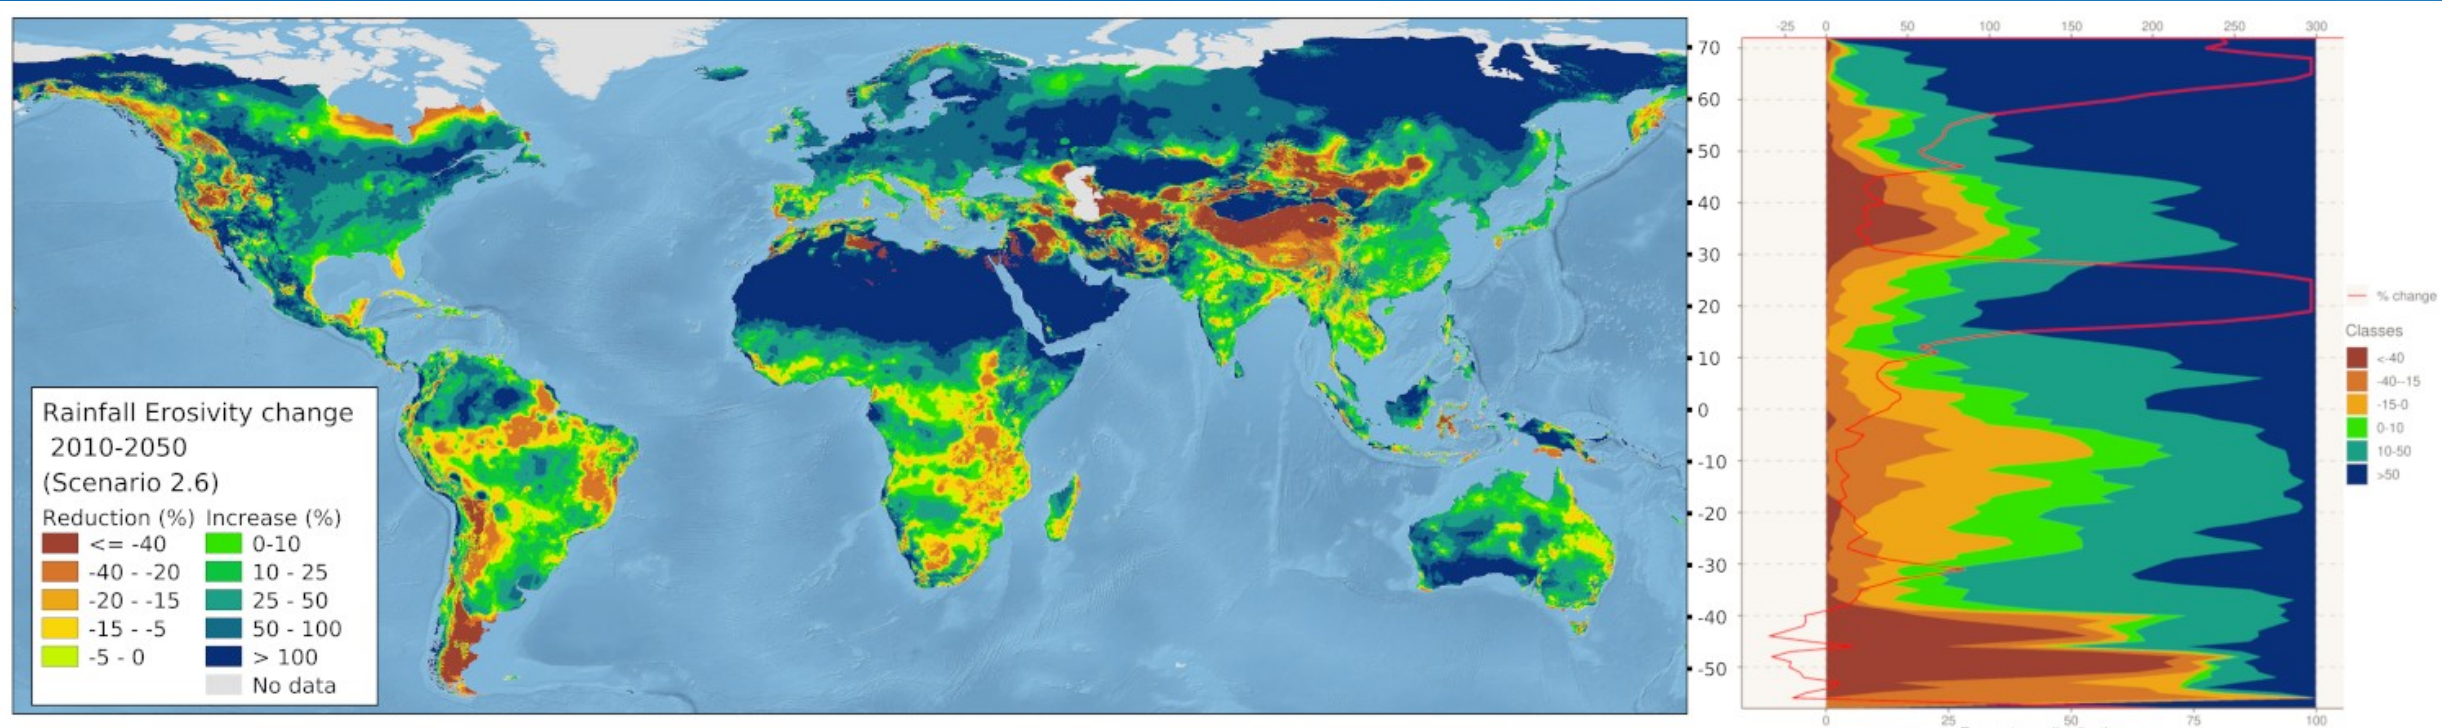 Rainfall Erosivity change
2010-2050
(Scenario 2.6)
Reduction (%) Increase (%)
<= -40 0-10
-40 - -20 10 - 25
-20 - -15 25 - 50
-15 - -5 50 - 100
-5 - 0 > 100
No data
70
60
50
40
30
20
10
0
-10
-20
-30
-40
-50
-25 0 50 100 150 200 250 300
% change
Classes
<-40
-40--15
-15-0
0-10
10-50
>50
0 25 50 75 100